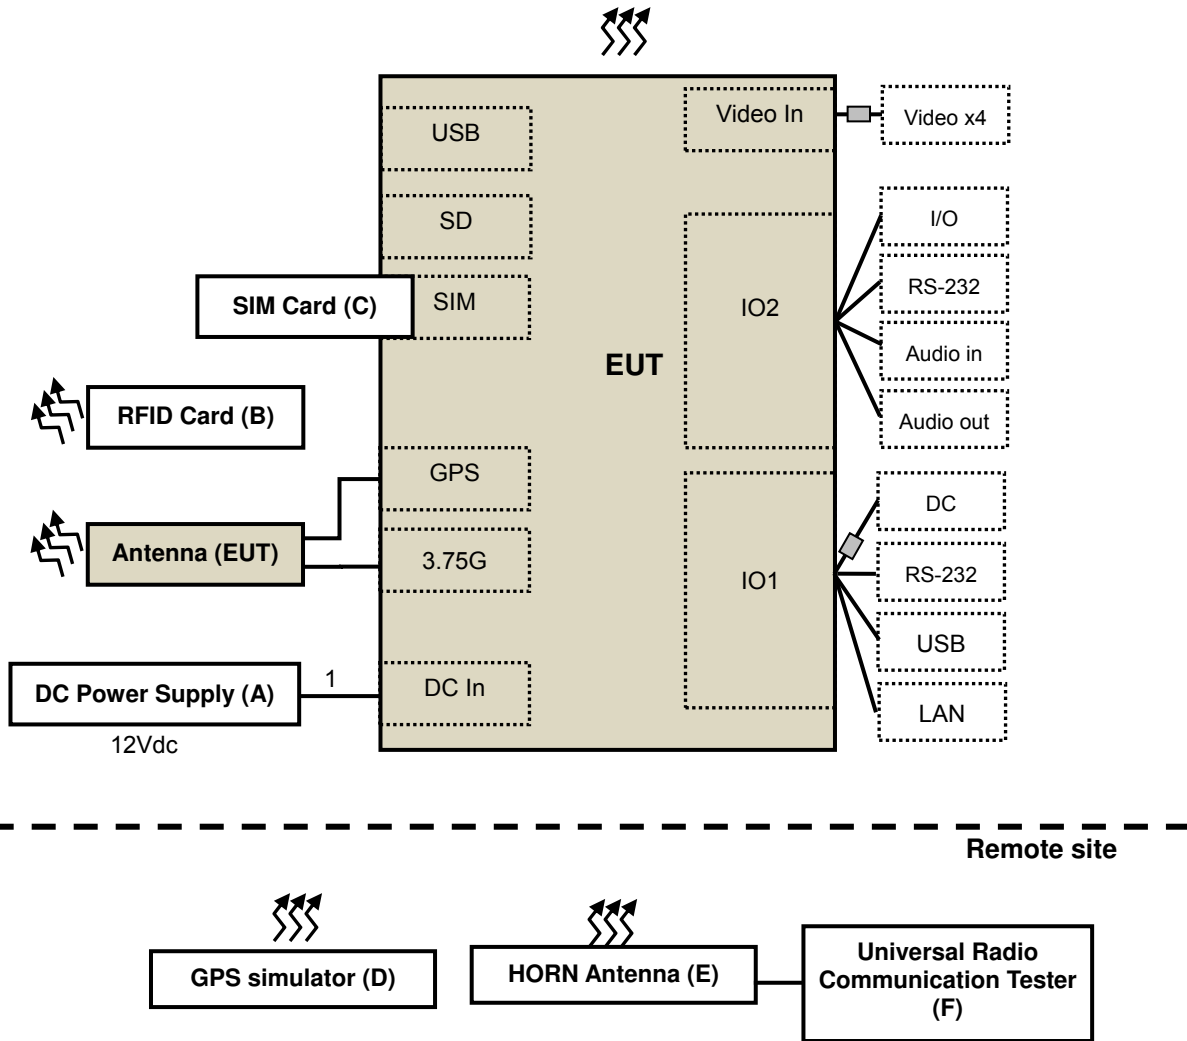 Video In
Video x4
USB
SD
I/O
SIM Card (C)
SIM
IO2
RS-232
EUT
Audio in
RFID Card (B)
Audio out
GPS
DC
Antenna (EUT)
3.75G
IO1
RS-232
USB
DC Power Supply (A)
1
DC In
LAN
12Vdc
Remote site
GPS simulator (D)
HORN Antenna (E)
Universal Radio
Communication Tester
(F)